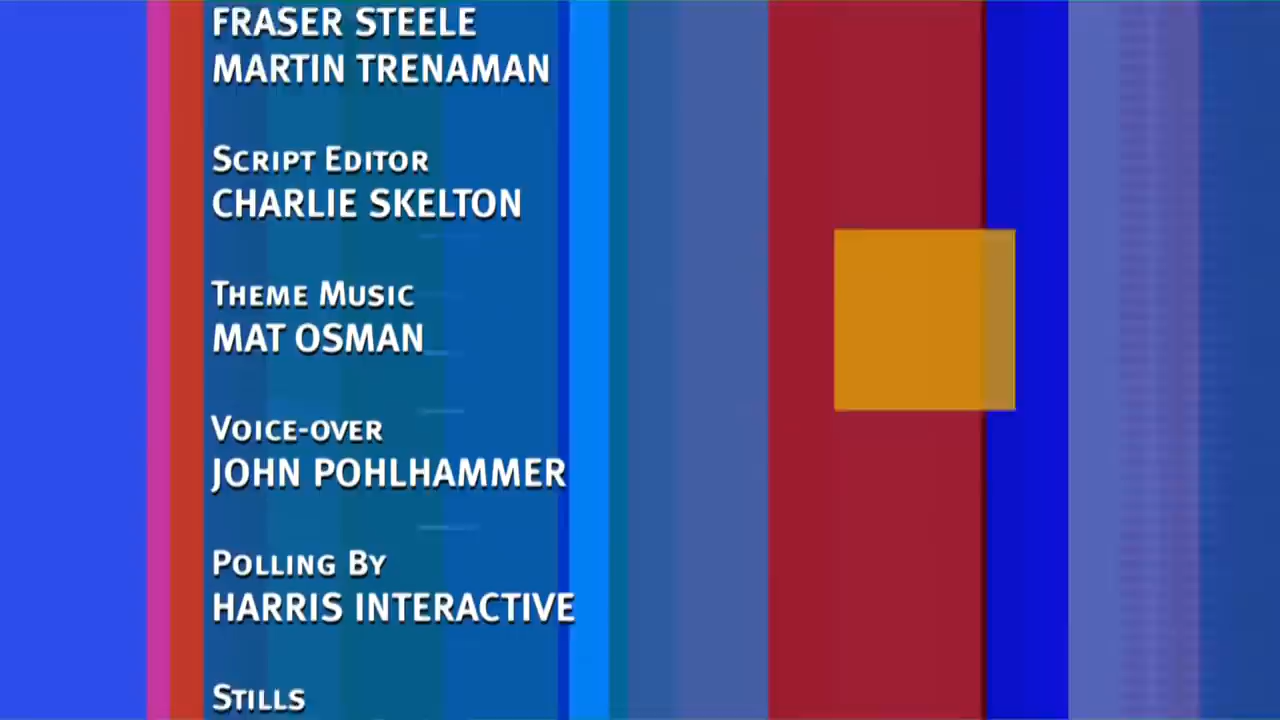 FRASER STEELE
MARTIN TRENAMAN
SCRIPT EDITOR
CHARLIE SKELTON
THEME MUSIC
MAT OSMAN
VOICE-OVER
JOHN POHLHAMMER
POLLING BY
HARRIS INTERACTIVE
STILLS